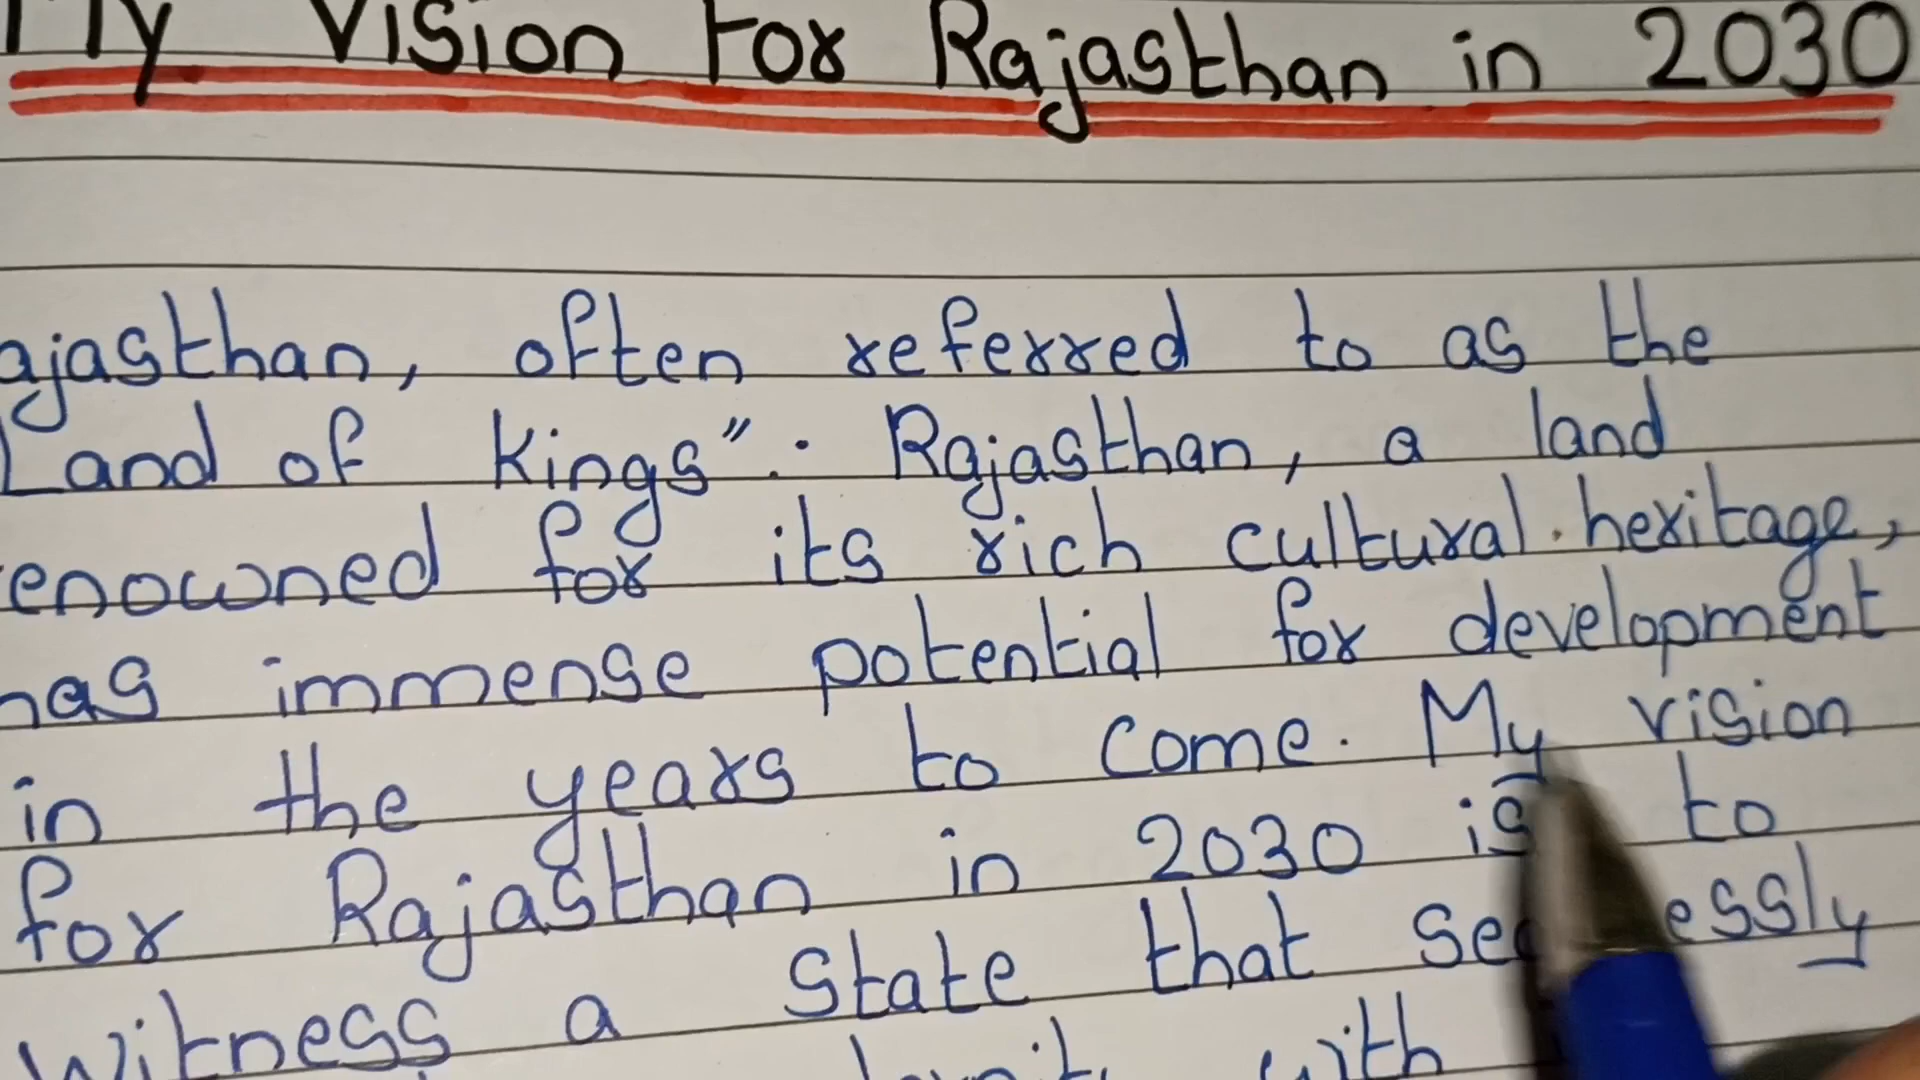 My Vision For Rajasthan in 2030
ajasthan, often referred to as the
Land of Kings". Rajasthan, a land
enowned for its rich cultural heritage,
has immense potential for development
in the years to come. My vision
for Rajasthan in 2030 is to
witness a state that se essly
with